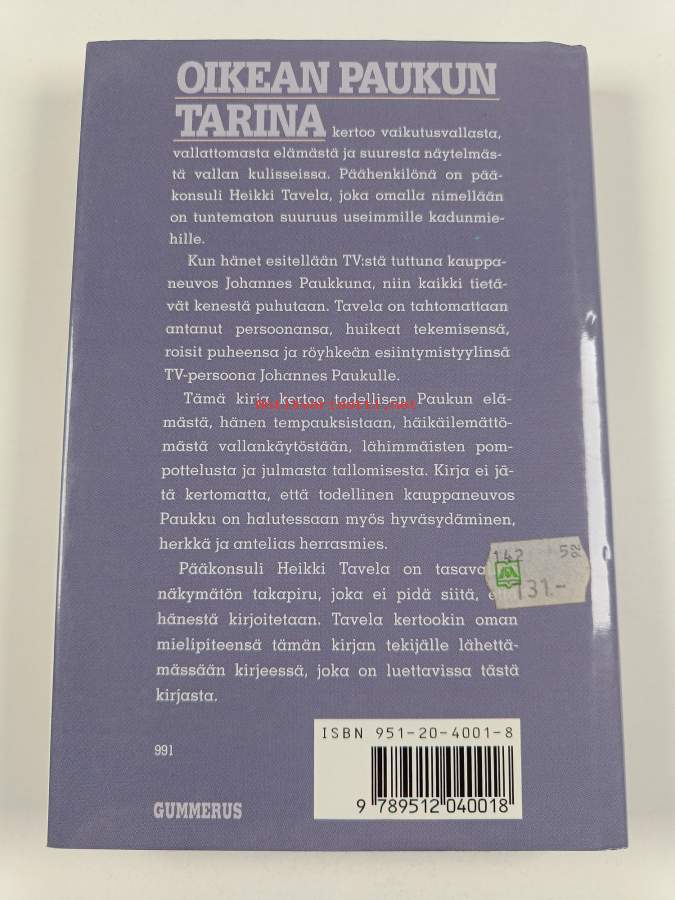 OIKEAN PAUKUN
TARINA kertoo vaikutusvallasta,
vallattomasta elämästä ja suuresta näytelmäs-
tä vallan kulisseissa. Päähenkilönä on pää-
konsuli Heikki Tavela, joka omalla nimellään
on tuntematon suuruus useimmille kadunmie-
hille.
Kun hänet esitellään TV:stä tuttuna kauppa-
neuvos Johannes Paukkuna, niin kaikki tietä-
vät kenestä puhutaan. Tavela on tahtomattaan
antanut persoonansa, huikeat tekemisensä,
roisit puheensa ja röyhkeän esiintymistyylinsä
TV-persoona Johannes Paukulle.
Tämä kirja kertoo todellisen Paukun elä-
mästä, hänen tempauksistaan, häikäilemättö-
mästä vallankäytöstään, lähimmäisten pom-
pottelusta ja julmasta tallomisesta. Kirja ei jä-
tä kertomatta, että todellinen kauppaneuvos
Paukku on halutessaan myös hyväsydäminen,
herkkä ja antelias herrasmies.
Pääkonsuli Heikki Tavela on
näkymätön takapiru, joka ei pidä siitä,
hänestä kirjoitetaan. Tavela kertookin oman
mielipiteensä tämän kirjan tekijälle lähettä-
mässään kirjeessä, joka on luettavissa tästä
kirjasta.
142
131.-
ISBN 951-20-4001-8
9 789512 040018
991
GUMMERUS